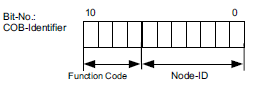 Bit-No.: 10 0
COB-Identifier
Function Code Node-ID